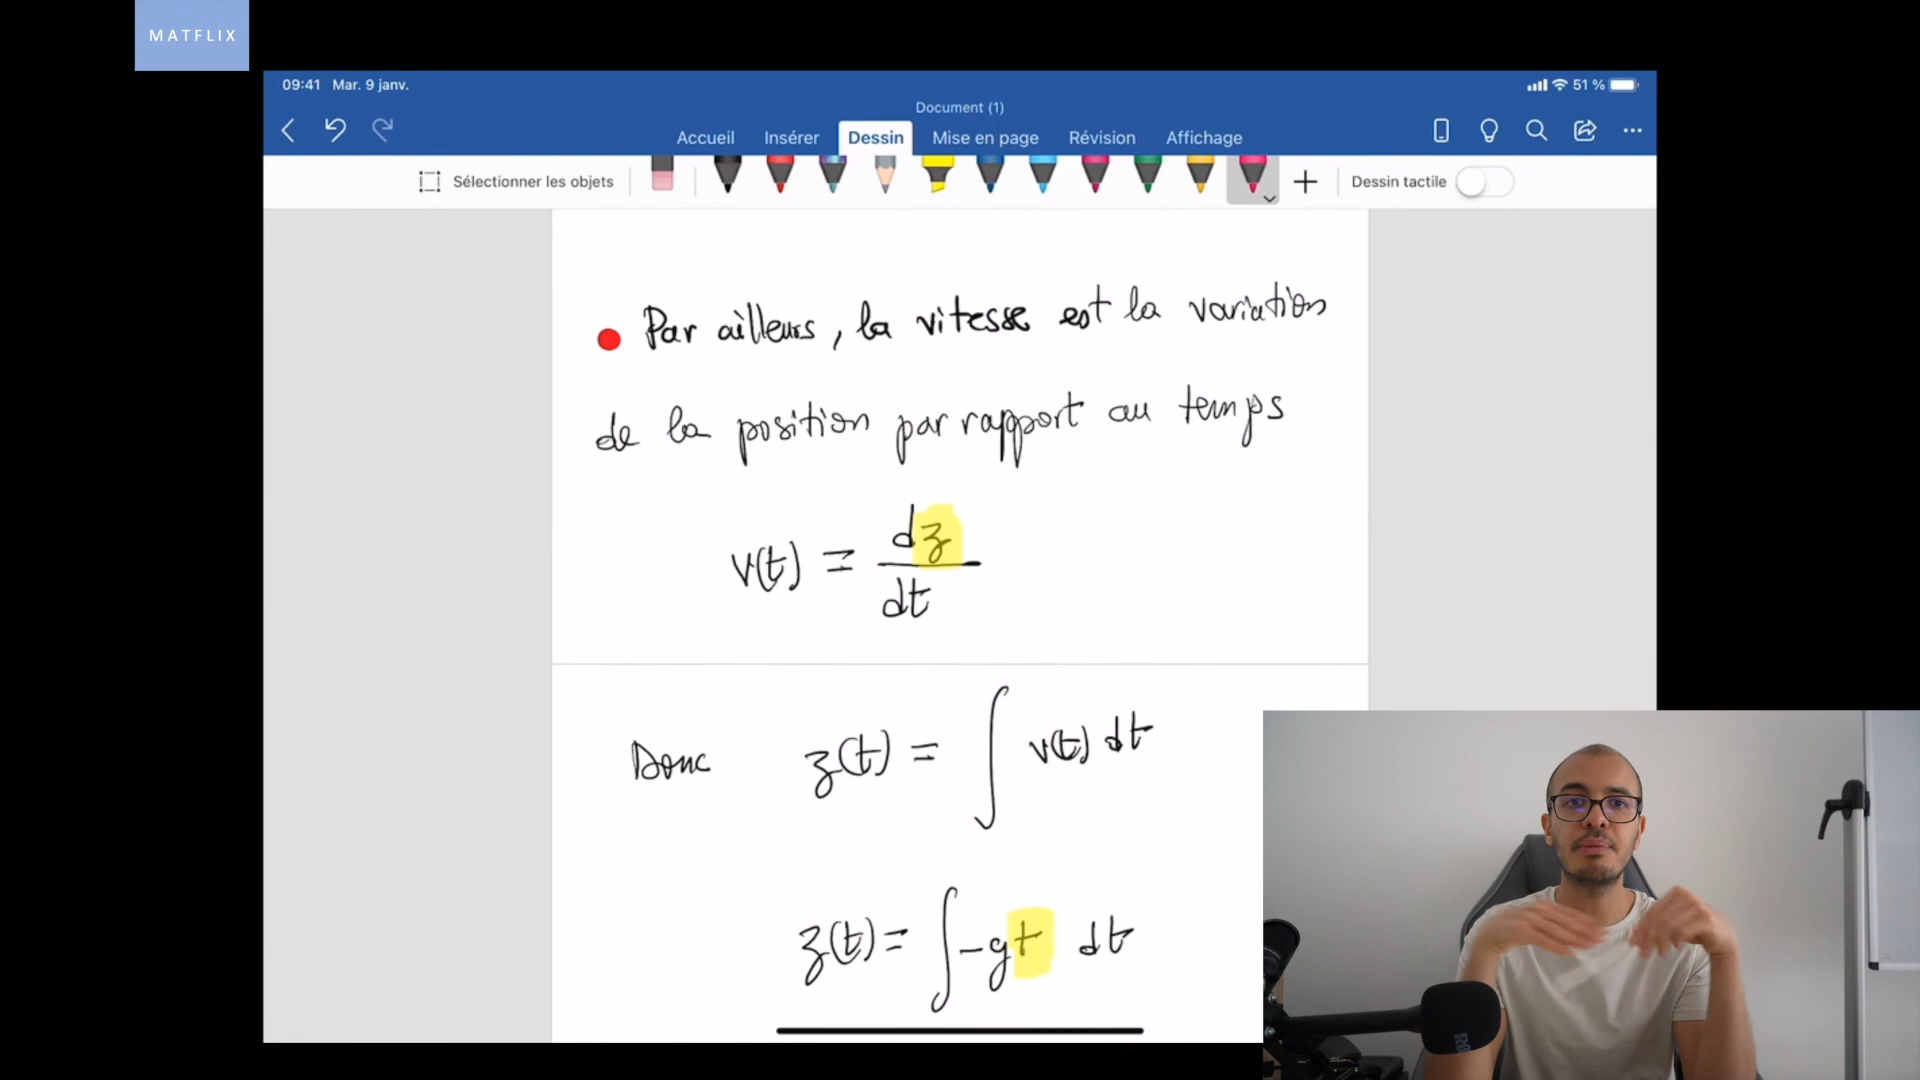 MATFLIX
09:41 Mar. 9 janv. 51 %
Document (1)
Accueil Insérer Dessin Mise en page Révision Affichage
Sélectionner les objets Dessin tactile
• Par ailleurs, la vitesse est la variation
de la position par rapport au temps
v(t) = dz/dt
Donc z(t) = ∫ v(t) dt
z(t) = ∫ -gt dt